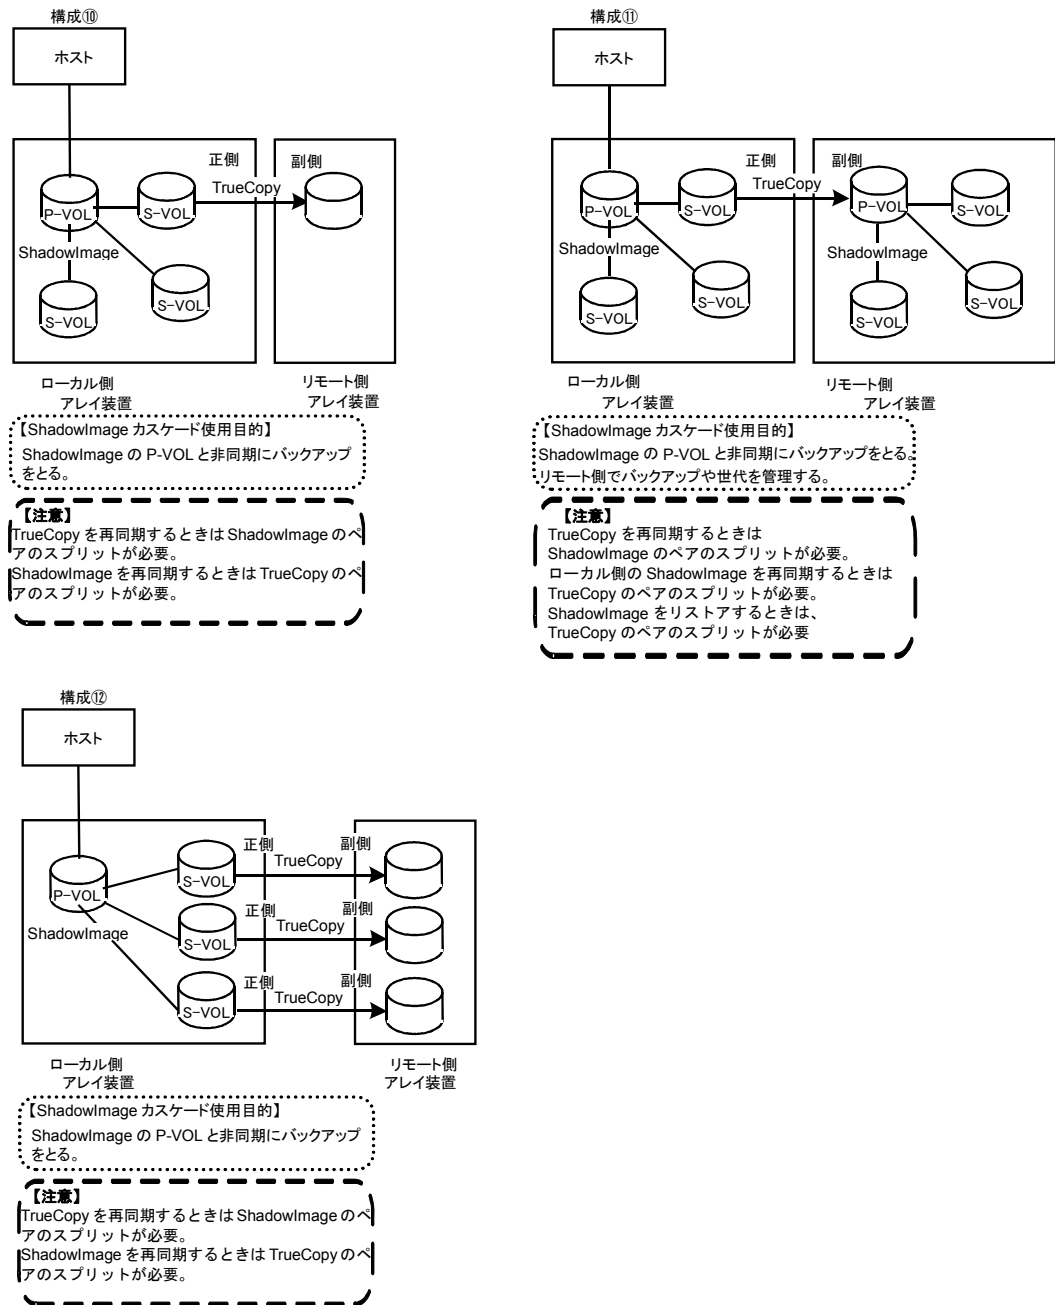 構成⑩
ホスト
正側
副側
TrueCopy
P-VOL
S-VOL
ShadowImage
S-VOL
S-VOL
ローカル側
アレイ装置
リモート側
アレイ装置
【ShadowImage カスケード使用目的】
ShadowImage の P-VOL と非同期にバックアップ
をとる。
【注意】
TrueCopy を再同期するときは ShadowImage のペ
アのスプリットが必要。
ShadowImage を再同期するときは TrueCopy のペ
アのスプリットが必要。
構成⑪
ホスト
正側
副側
TrueCopy
P-VOL
S-VOL
P-VOL
S-VOL
ShadowImage
ShadowImage
S-VOL
S-VOL
S-VOL
S-VOL
ローカル側
アレイ装置
リモート側
アレイ装置
【ShadowImage カスケード使用目的】
ShadowImage の P-VOL と非同期にバックアップをとる。
リモート側でバックアップや世代を管理する。
【注意】
TrueCopy を再同期するときは
ShadowImage のペアのスプリットが必要。
ローカル側の ShadowImage を再同期するときは
TrueCopy のペアのスプリットが必要。
ShadowImage をリストアするときは、
TrueCopy のペアのスプリットが必要
構成⑫
ホスト
正側
副側
TrueCopy
S-VOL
P-VOL
正側
副側
TrueCopy
ShadowImage
S-VOL
正側
副側
TrueCopy
S-VOL
ローカル側
アレイ装置
リモート側
アレイ装置
【ShadowImage カスケード使用目的】
ShadowImage の P-VOL と非同期にバックアップ
をとる。
【注意】
TrueCopy を再同期するときは ShadowImage のペ
アのスプリットが必要。
ShadowImage を再同期するときは TrueCopy のペ
アのスプリットが必要。